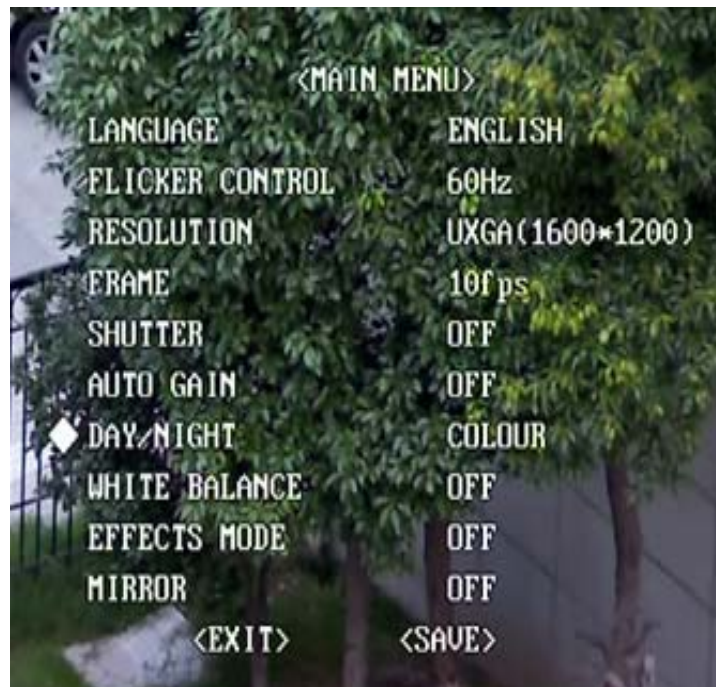 <MAIN MENU>
LANGUAGE ENGLISH
FLICKER CONTROL 60Hz
RESOLUTION UXGA(1600*1200)
FRAME 10fps
SHUTTER OFF
AUTO GAIN OFF
DAY/NIGHT COLOUR
WHITE BALANCE OFF
EFFECTS MODE OFF
MIRROR OFF
<EXIT> <SAVE>